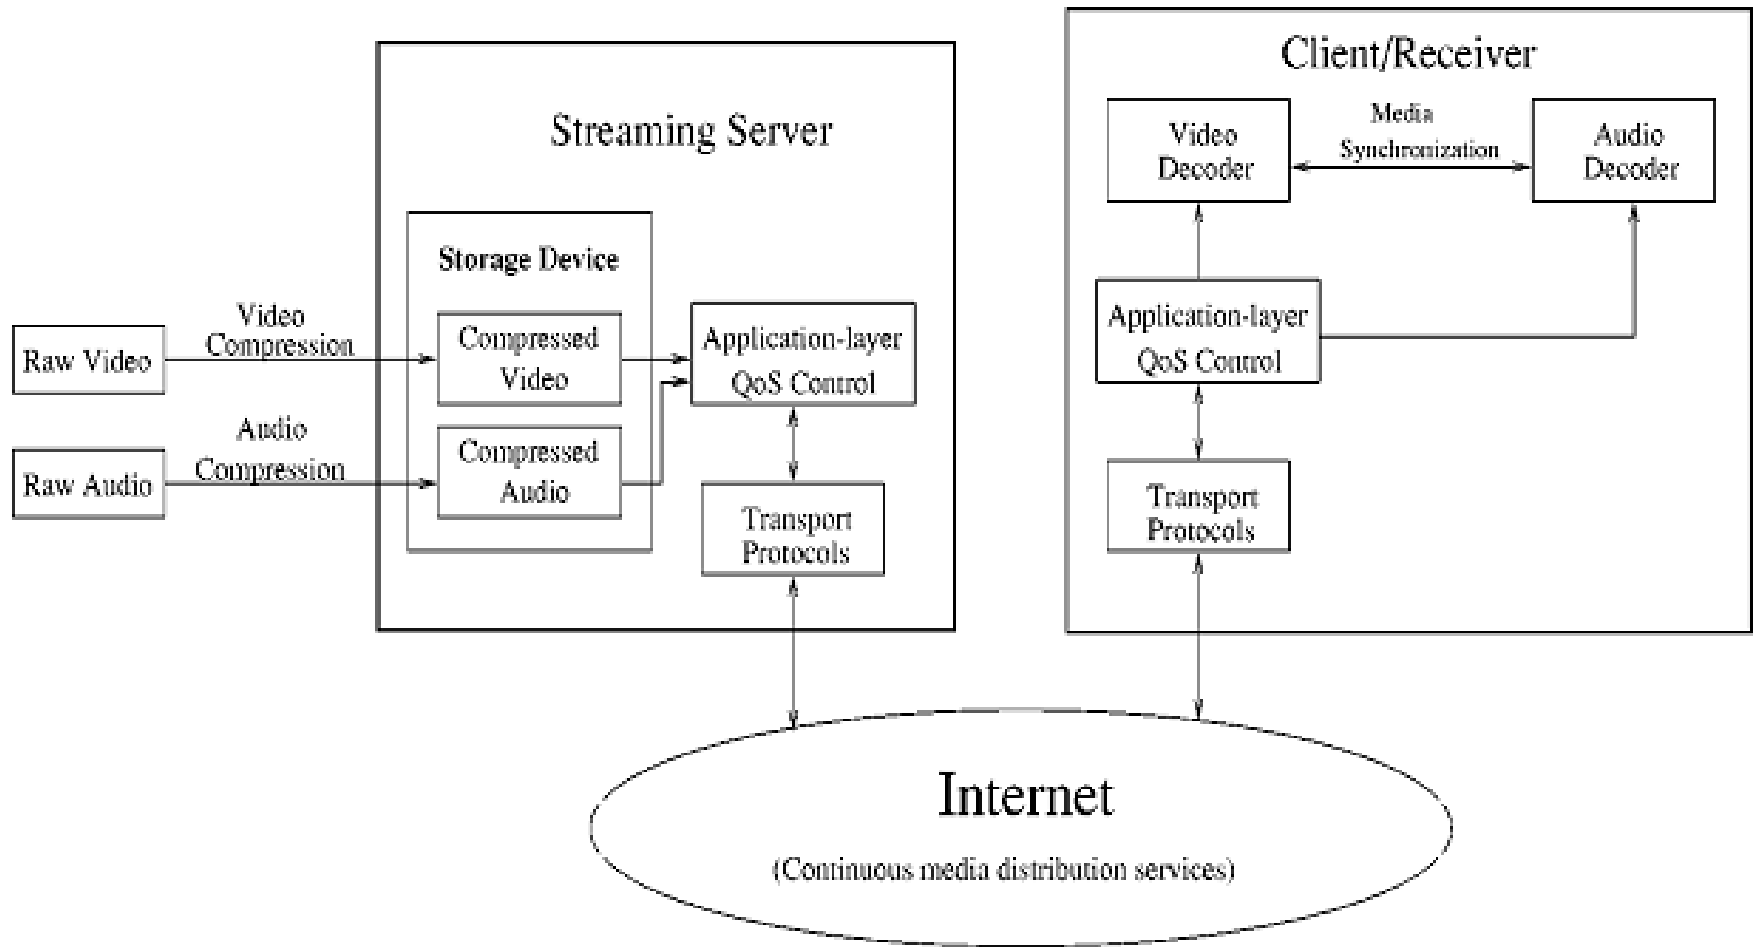 Client/Receiver
Streaming Server
Video
Decoder
Media
Synchronization
Audio
Decoder
Storage Device
Raw Video
Video
Compression
Compressed
Video
Application-layer
QoS Control
Application-layer
QoS Control
Raw Audio
Audio
Compression
Compressed
Audio
Transport
Protocols
Transport
Protocols
Internet
(Continuous media distribution services)